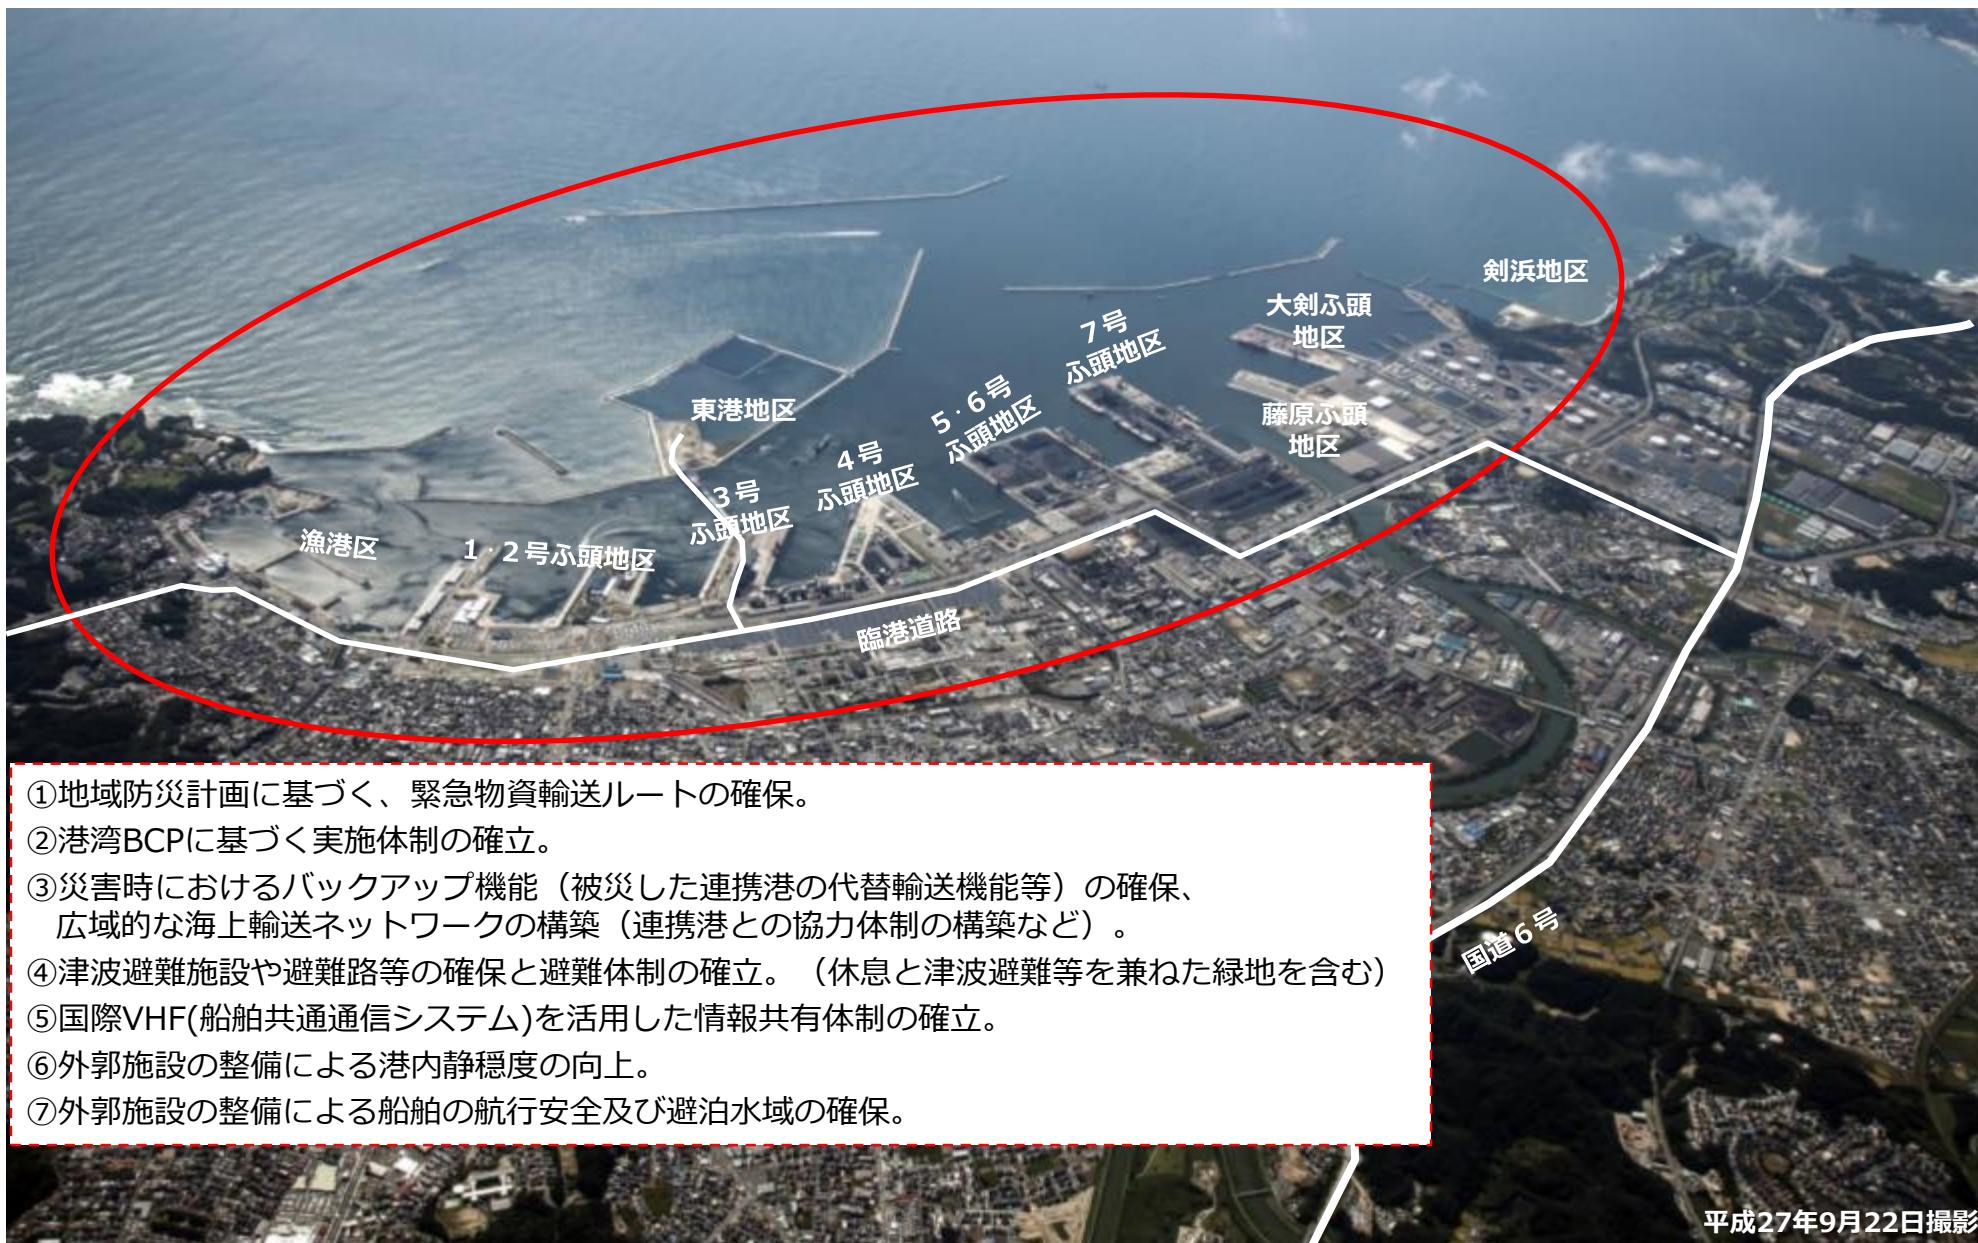 剣浜地区
大剣ふ頭
地区
７号
ふ頭地区
５･６号
ふ頭地区
藤原ふ頭
地区
東港地区
４号
ふ頭地区
３号
ふ頭地区
漁港区
１･２号ふ頭地区
臨港道路
①地域防災計画に基づく、緊急物資輸送ルートの確保。
②港湾BCPに基づく実施体制の確立。
③災害時におけるバックアップ機能（被災した連携港の代替輸送機能等）の確保、
広域的な海上輸送ネットワークの構築（連携港との協力体制の構築など）。
④津波避難施設や避難路等の確保と避難体制の確立。（休息と津波避難等を兼ねた緑地を含む）
⑤国際VHF(船舶共通通信システム)を活用した情報共有体制の確立。
⑥外郭施設の整備による港内静穏度の向上。
⑦外郭施設の整備による船舶の航行安全及び避泊水域の確保。
国道６号
平成27年9月22日撮影